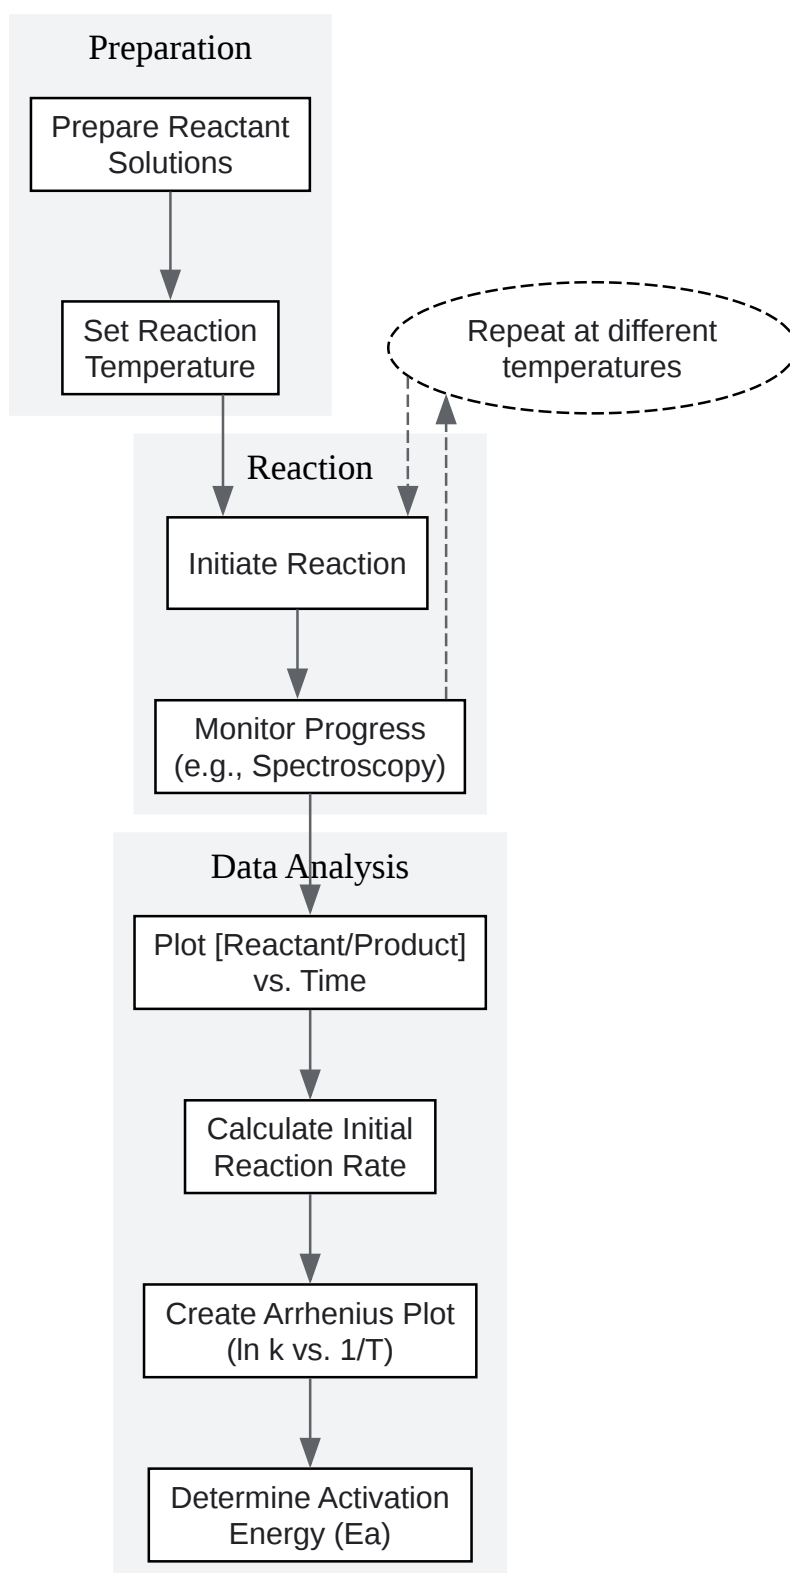 Preparation
Prepare Reactant
Solutions
Set Reaction
Temperature
Repeat at different
temperatures
Reaction
Initiate Reaction
Monitor Progress
(e.g., Spectroscopy)
Data Analysis
Plot [Reactant/Product]
vs. Time
Calculate Initial
Reaction Rate
Create Arrhenius Plot
(ln k vs. 1/T)
Determine Activation
Energy (Ea)